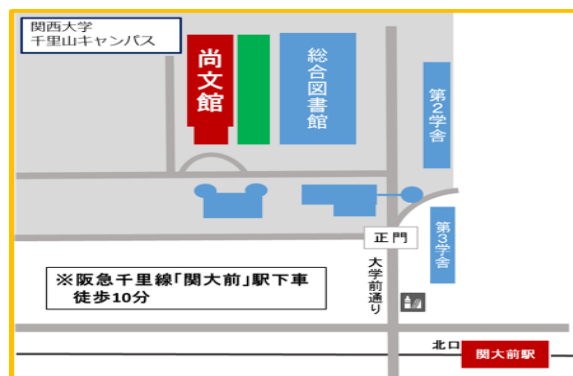 関西大学
千里山キャンパス
尚文館
総合図書館
第2学舎
正門
第3学舎
大学前通り
※阪急千里線「関大前」駅下車
徒歩10分
北口
関大前駅